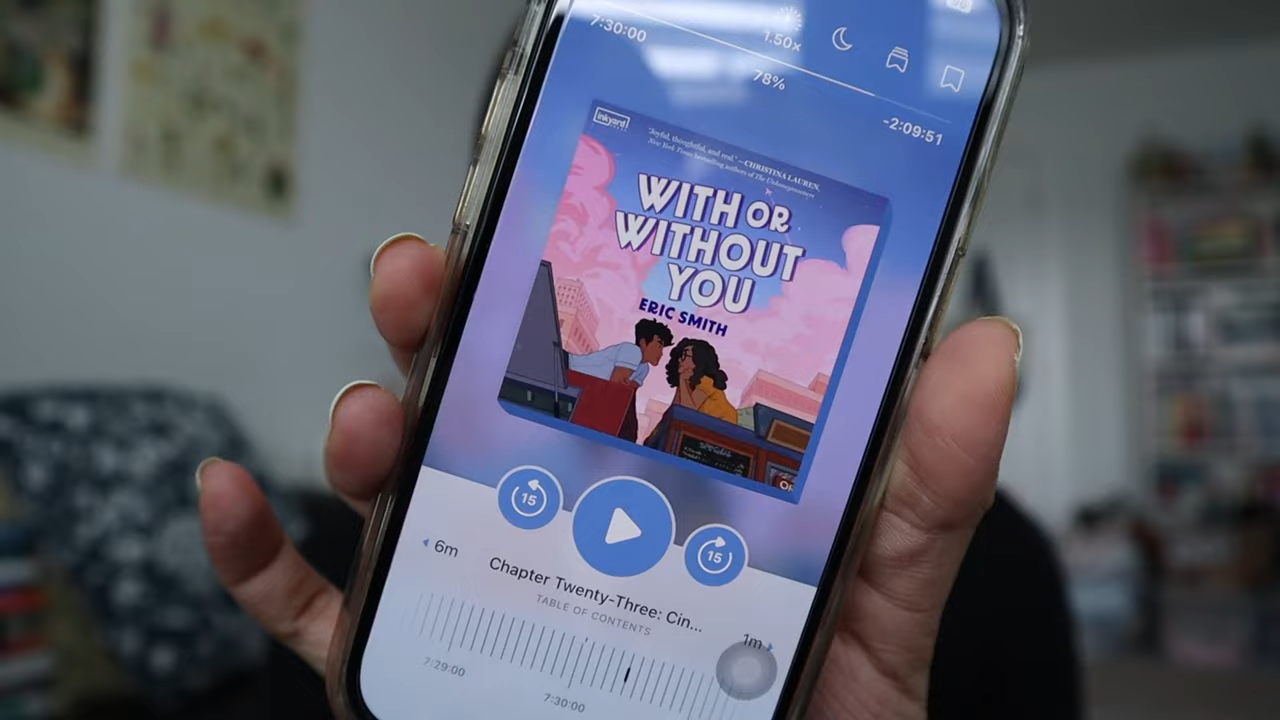 7:30:00
1.50×
78%
-2:09:51
inkyard
"Joyful, thoughtful, and real." —CHRISTINA LAUREN,
New York Times bestselling authors of The Unhoneymooners
WITH OR
WITHOUT
YOU
ERIC SMITH
SPECIALS
15
15
6m
Chapter Twenty-Three: Cin...
TABLE OF CONTENTS
1m
7:29:00
7:30:00